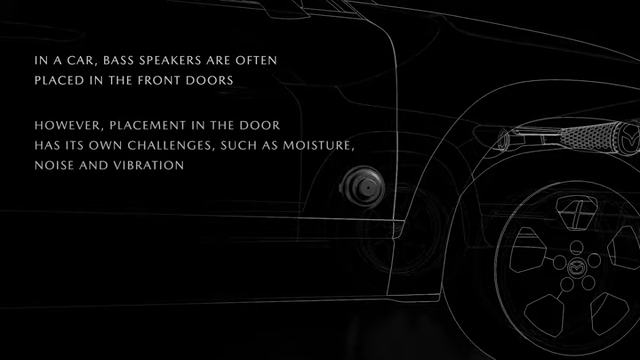 IN A CAR, BASS SPEAKERS ARE OFTEN
PLACED IN THE FRONT DOORS
HOWEVER, PLACEMENT IN THE DOOR
HAS ITS OWN CHALLENGES, SUCH AS MOISTURE,
NOISE AND VIBRATION